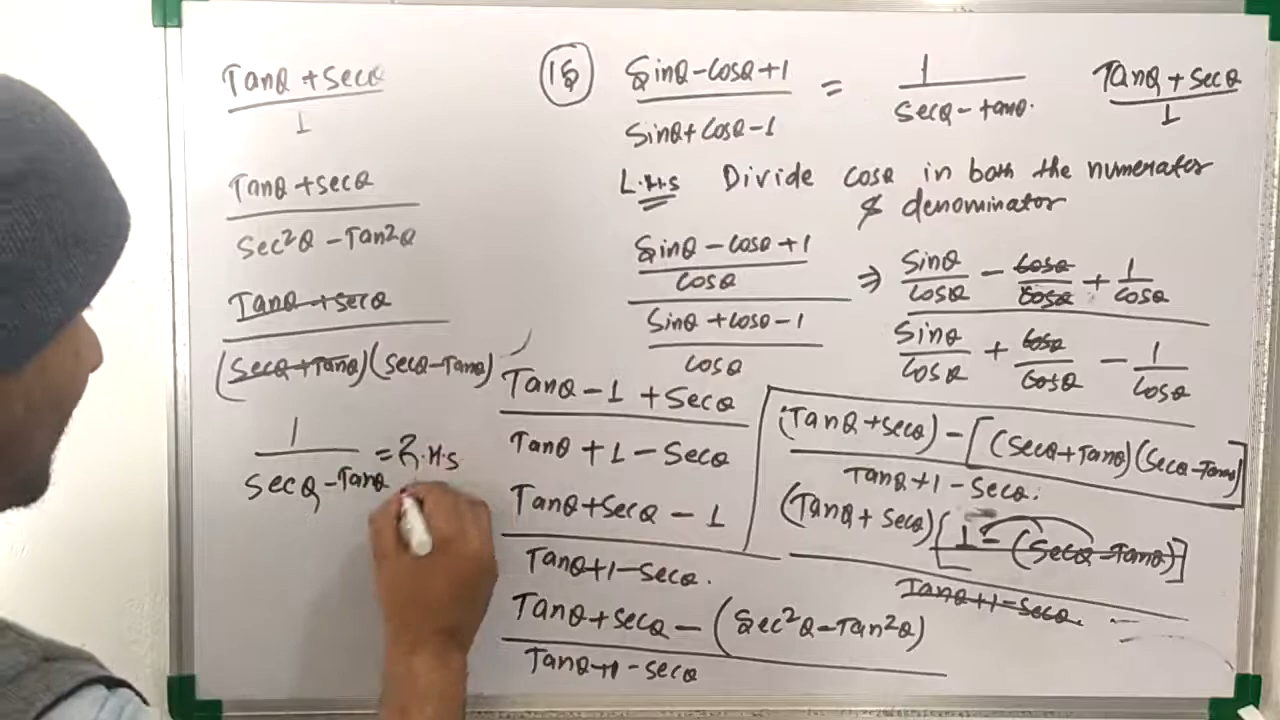 Tanθ + Secθ / 1
Tanθ + secθ / Sec²θ - Tan²θ
Tanθ + secθ / (Secθ + Tanθ)(Secθ - Tanθ)
1 / Secθ - Tanθ = R.H.S
18 Sinθ - Cosθ + 1 / Sinθ + Cosθ - 1 = 1 / Secθ - tanθ. Tanθ + Secθ / 1
L.H.S Divide Cosθ in both the numerator
& denominator
Sinθ - Cosθ + 1 / Cosθ / Sinθ + Cosθ - 1 / Cosθ ⇒ Sinθ/Cosθ - Cosθ/Cosθ + 1/Cosθ / Sinθ/Cosθ + Cosθ/Cosθ - 1/Cosθ
Tanθ - 1 + Secθ / Tanθ + 1 - Secθ
Tanθ + Secθ - 1 / Tanθ + 1 - Secθ.
Tanθ + Secθ - (Sec²θ - Tan²θ) / Tanθ + 1 - secθ
(Tanθ + secθ) - [(Secθ + Tanθ)(Secθ - Tanθ)] / Tanθ + 1 - Secθ.
(Tanθ + Secθ) [1 - (Secθ - Tanθ)] / Tanθ + 1 - Secθ.